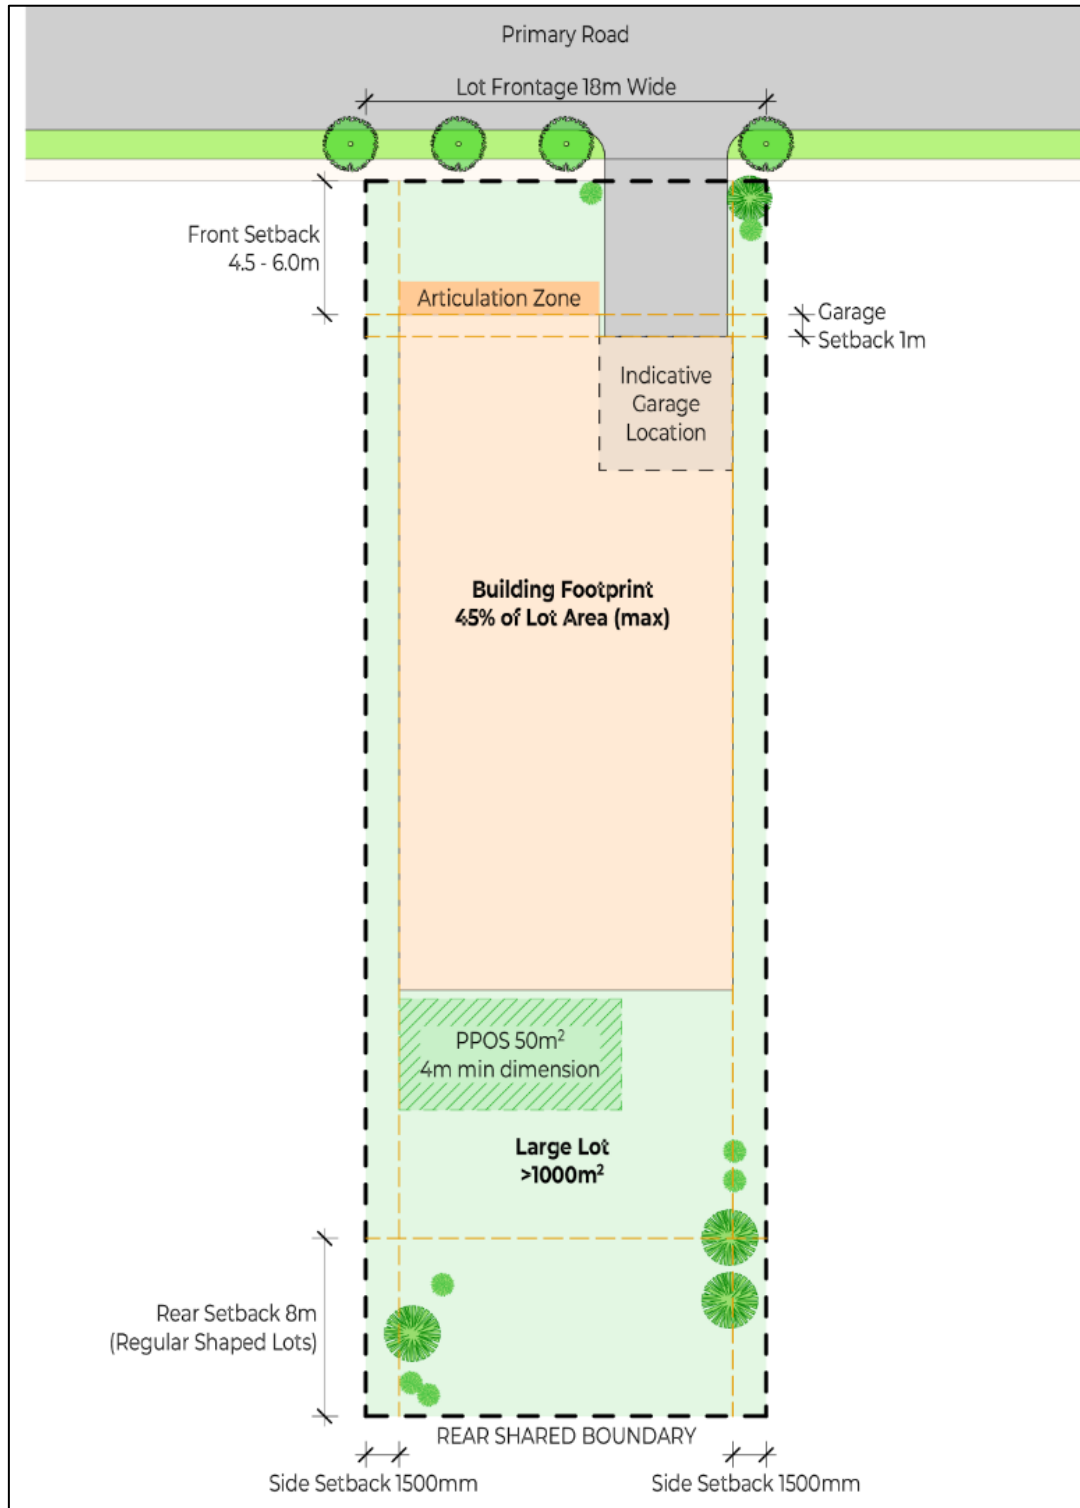 Primary Road
Lot Frontage 18m Wide
Front Setback
4.5 - 6.0m
Articulation Zone
Garage
Setback 1m
Indicative
Garage
Location
Building Footprint
45% of Lot Area (max)
PPOS 50m²
4m min dimension
Large Lot
>1000m²
Rear Setback 8m
(Regular Shaped Lots)
REAR SHARED BOUNDARY
Side Setback 1500mm
Side Setback 1500mm